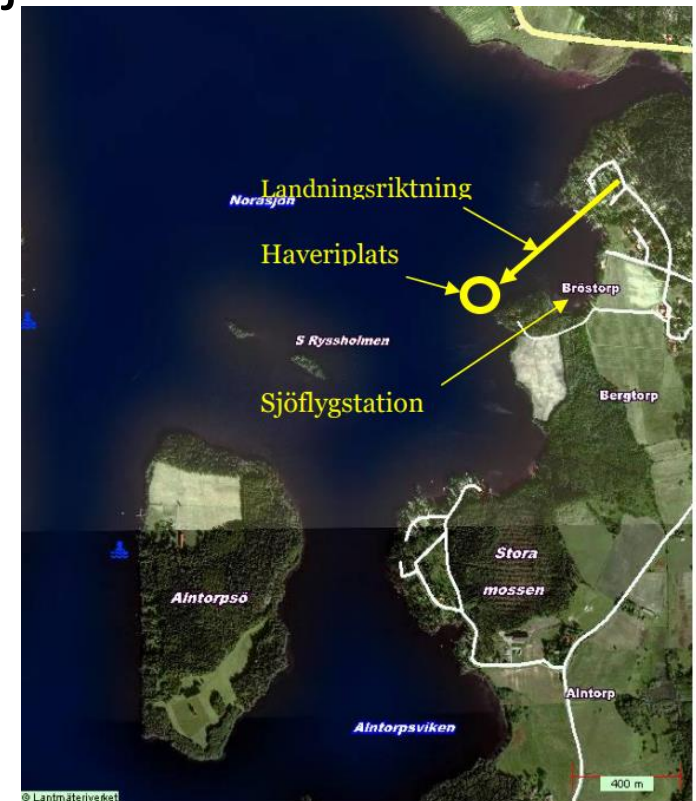 Landningsriktning
Norasjön
Haveriplats
Bröstorp
S Ryssholmen
Bergtorp
Sjöflygstation
Stora
mossen
Alntorpsö
Alntorp
Alntorpsviken
400 m
© Lantmäteriverket